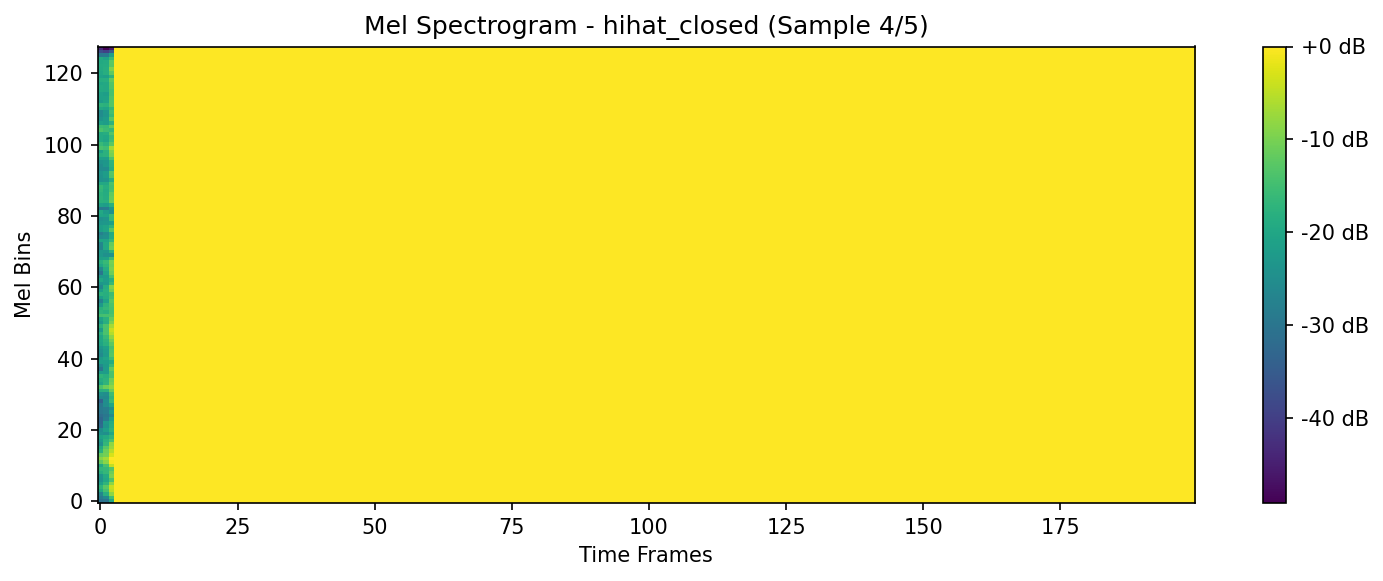 Mel Spectrogram - hihat_closed (Sample 4/5)
Mel Bins
120
100
80
60
40
20
0
0 25 50 75 100 125 150 175
Time Frames
+0 dB
-10 dB
-20 dB
-30 dB
-40 dB